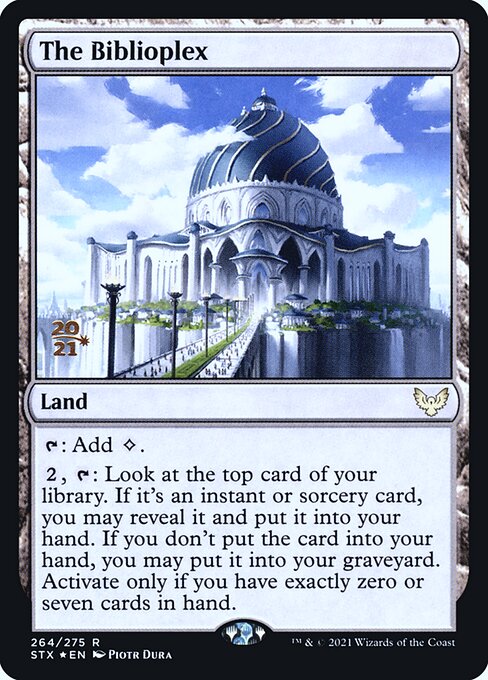 The Biblioplex
20
21
Land
: Add .
2, : Look at the top card of your
library. If it's an instant or sorcery card,
you may reveal it and put it into your
hand. If you don't put the card into your
hand, you may put it into your graveyard.
Activate only if you have exactly zero or
seven cards in hand.
264/275 R
STX ★ EN Piotr Dura
™ & © 2021 Wizards of the Coast